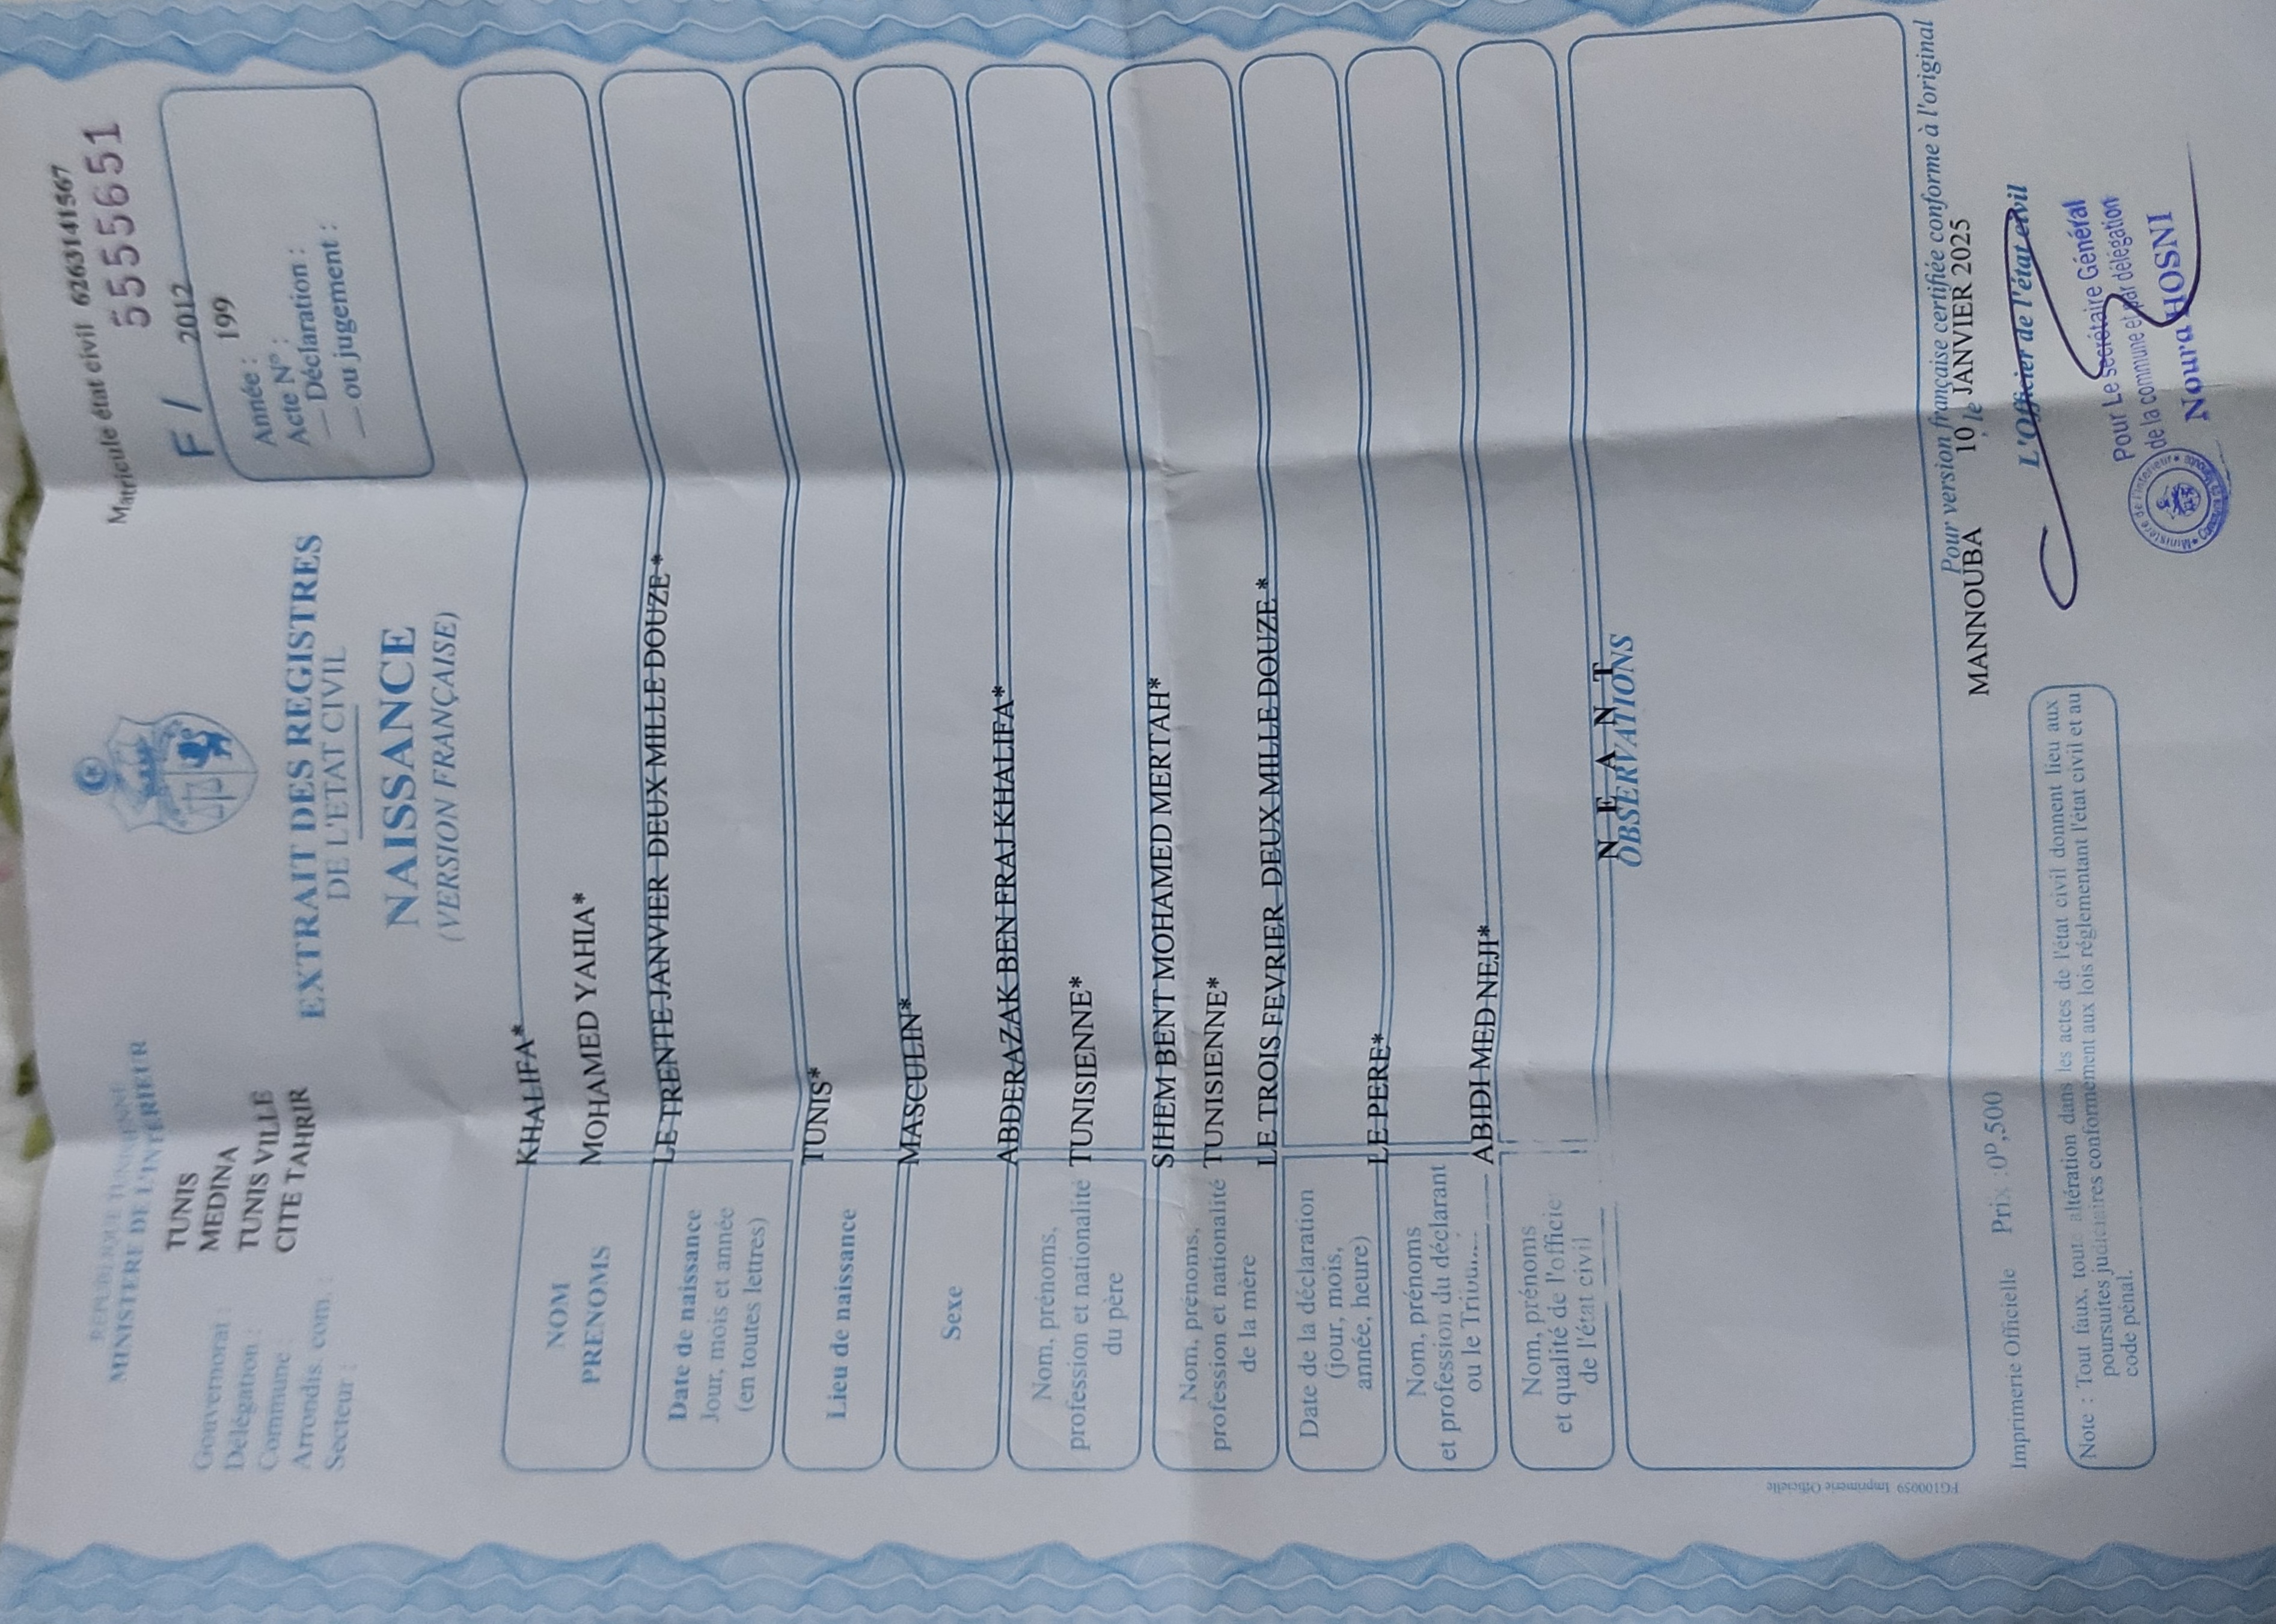 REPUBLIQUE TUNISIENNE
MINISTERE DE L'INTERIEUR
Matricule état civil 62631141567
55555651
Gouvernorat : TUNIS
Délégation : MEDINA
Commune : TUNIS VILLE
Arrondis. com. : CITE TAHRIR
Secteur :
F / 2012
199
Année :
Acte N° :
— Déclaration :
— ou jugement :
EXTRAIT DES REGISTRES
DE L'ETAT CIVIL
NAISSANCE
(VERSION FRANÇAISE)
NOM KHALIFA*
PRENOMS MOHAMED YAHIA*
Date de naissance LE TRENTE JANVIER DEUX MILLE DOUZE *
Jour, mois et année
(en toutes lettres)
Lieu de naissance TUNIS*
Sexe MASCULIN*
Nom, prénoms, ABDERAZAK BEN FRAJ KHALIFA*
profession et nationalité TUNISIENNE*
du père
Nom, prénoms, SIHEM BENT MOHAMED MERTAH*
profession et nationalité TUNISIENNE*
de la mère
Date de la déclaration LE TROIS FEVRIER DEUX MILLE DOUZE *
(jour, mois,
année, heure)
Nom, prénoms LE PERE*
et profession du déclarant
ou le
Nom, prénoms ABIDI MED NEJI*
et qualité de l'officier
de l'état civil
N E A N T
OBSERVATIONS
FG100059 Imprimerie Officielle
Pour version française certifiée conforme à l'original
MANNOUBA , le 10 JANVIER 2025
Imprimerie Officielle Prix : 0D,500
L'Officier de l'état civil
Pour Le secrétaire Général
de la commune et par délégation
Noura HOSNI
Ministère de l'intérieur
Note : Tout faux, toute altération dans les actes de l'état civil donnent lieu aux
poursuites judiciaires conformément aux lois réglementant l'état civil et au
code pénal.